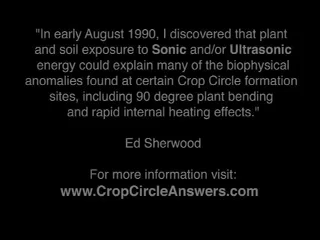 "In early August 1990, I discovered that plant
and soil exposure to Sonic and/or Ultrasonic
energy could explain many of the biophysical
anomalies found at certain Crop Circle formation
sites, including 90 degree plant bending
and rapid internal heating effects."
Ed Sherwood
For more information visit:
www.CropCircleAnswers.com